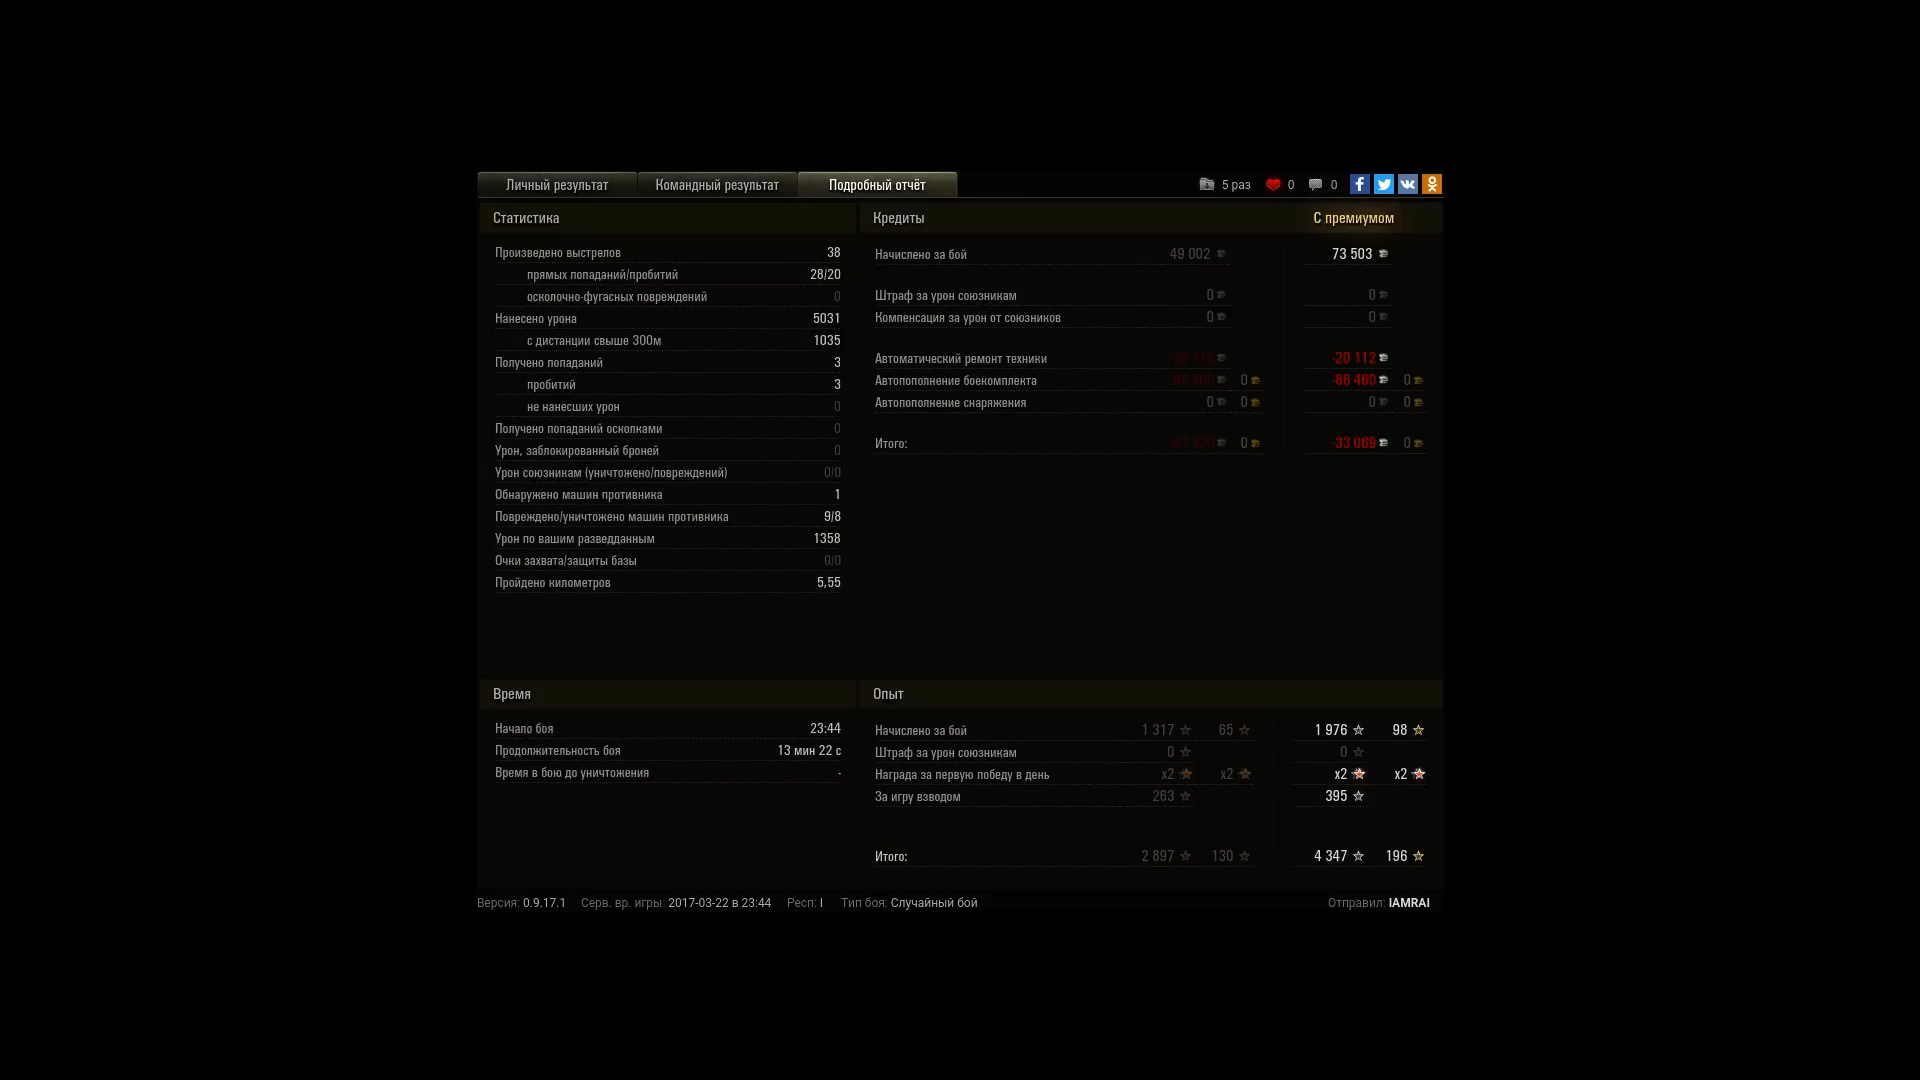 Личный результат Командный результат Подробный отчёт 5 раз 0 0
Статистика
Произведено выстрелов 38
прямых попаданий/пробитий 28/20
осколочно-фугасных повреждений 0
Нанесено урона 5031
с дистанции свыше 300м 1035
Получено попаданий 3
пробитий 3
не нанесших урон 0
Получено попаданий осколками 0
Урон, заблокированный броней 0
Урон союзникам (уничтожено/повреждений) 0/0
Обнаружено машин противника 1
Повреждено/уничтожено машин противника 9/8
Урон по вашим разведданным 1358
Очки захвата/защиты базы 0/0
Пройдено километров 5,55
Кредиты С премиумом
Начислено за бой 49 002 73 503
Штраф за урон союзникам 0 0
Компенсация за урон от союзников 0 0
Автоматический ремонт техники -20 112
Автопополнение боекомплекта 0 -86 460 0
Автопополнение снаряжения 0 0 0 0
Итого: 0 -33 069 0
Время
Начало боя 23:44
Продолжительность боя 13 мин 22 с
Время в бою до уничтожения -
Опыт
Начислено за бой 1 317 65 1 976 98
Штраф за урон союзникам 0 0
Награда за первую победу в день x2 x2 x2 x2
За игру взводом 263 395
Итого: 2 897 130 4 347 196
Версия: 0.9.17.1 Серв. вр. игры: 2017-03-22 в 23:44 Респ: I Тип боя: Случайный бой Отправил: IAMRAI